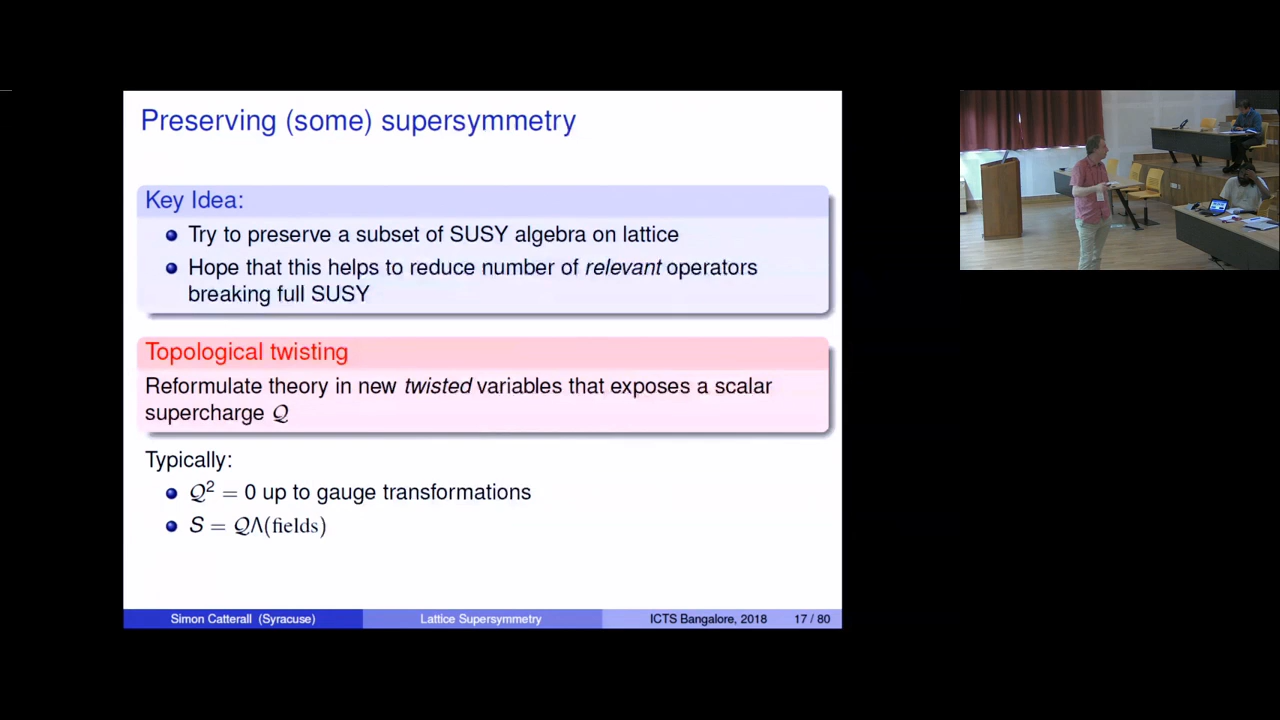 Preserving (some) supersymmetry
Key Idea:
Try to preserve a subset of SUSY algebra on lattice
Hope that this helps to reduce number of relevant operators
breaking full SUSY
Topological twisting
Reformulate theory in new twisted variables that exposes a scalar
supercharge 𝒬
Typically:
𝒬² = 0 up to gauge transformations
S = 𝒬Λ(fields)
Simon Catterall (Syracuse) Lattice Supersymmetry ICTS Bangalore, 2018 17 / 80